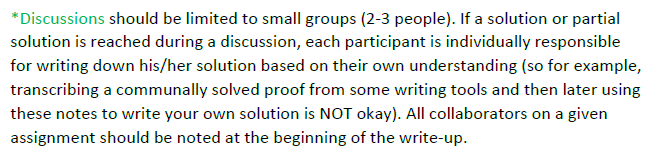 *Discussions should be limited to small groups (2-3 people). If a solution or partial
solution is reached during a discussion, each participant is individually responsible
for writing down his/her solution based on their own understanding (so for example,
transcribing a communally solved proof from some writing tools and then later using
these notes to write your own solution is NOT okay). All collaborators on a given
assignment should be noted at the beginning of the write-up.